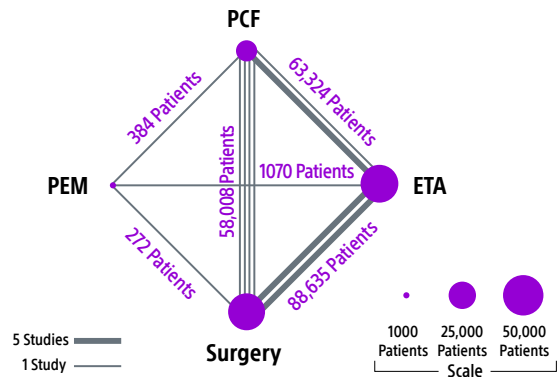 PCF
63,324 Patients
384 Patients
58,008 Patients
1070 Patients
PEM
ETA
272 Patients
88,635 Patients
Surgery
5 Studies
1 Study
1000 Patients
25,000 Patients
50,000 Patients
Scale